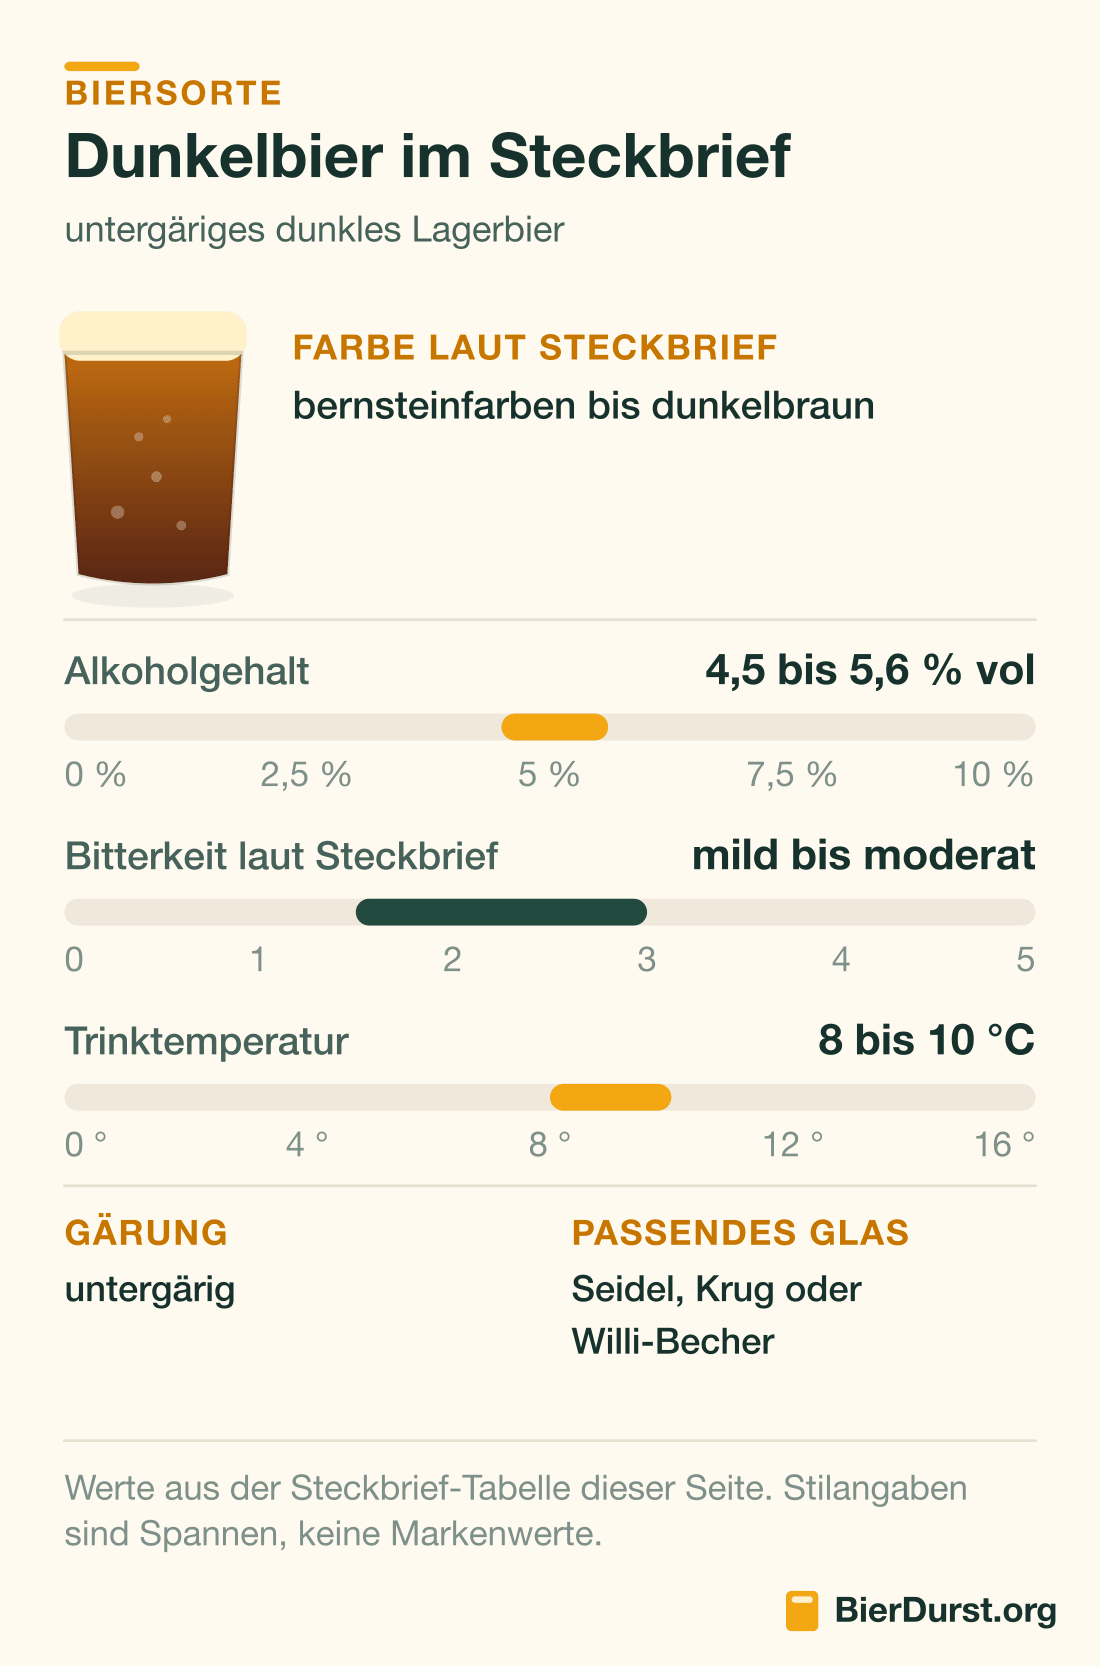 BIERSORTE
Dunkelbier im Steckbrief
untergäriges dunkles Lagerbier
FARBE LAUT STECKBRIEF
bernsteinfarben bis dunkelbraun
Alkoholgehalt 4,5 bis 5,6 % vol
0 % 2,5 % 5 % 7,5 % 10 %
Bitterkeit laut Steckbrief mild bis moderat
0 1 2 3 4 5
Trinktemperatur 8 bis 10 °C
0 ° 4 ° 8 ° 12 ° 16 °
GÄRUNG
untergärig
PASSENDES GLAS
Seidel, Krug oder
Willi-Becher
Werte aus der Steckbrief-Tabelle dieser Seite. Stilangaben
sind Spannen, keine Markenwerte.
BierDurst.org